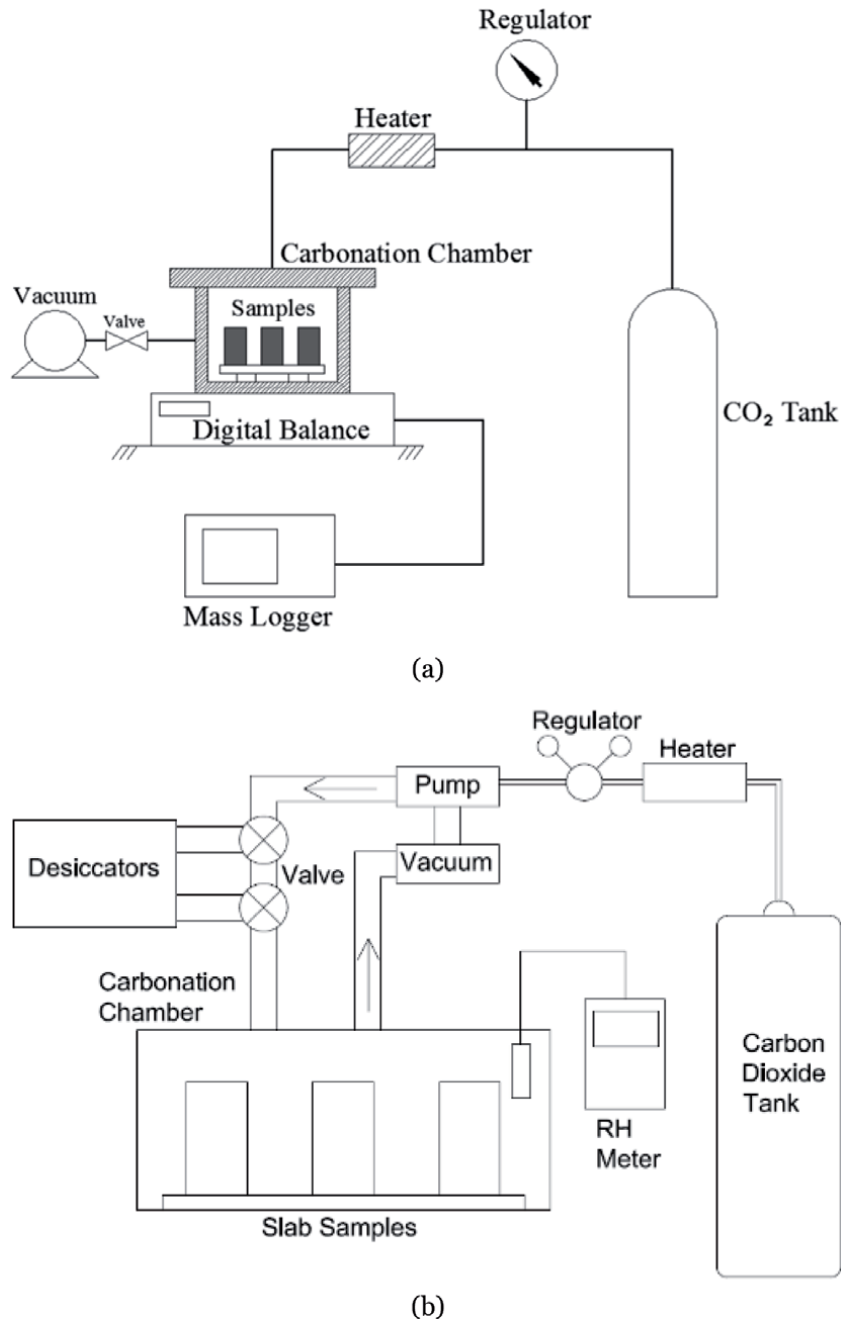 Regulator
Heater
Carbonation Chamber
Vacuum
Valve
Samples
Digital Balance
CO₂ Tank
Mass Logger
(a)
Regulator
Heater
Pump
Desiccators
Valve
Vacuum
Carbonation
Chamber
Carbon
Dioxide
Tank
RH
Meter
Slab Samples
(b)